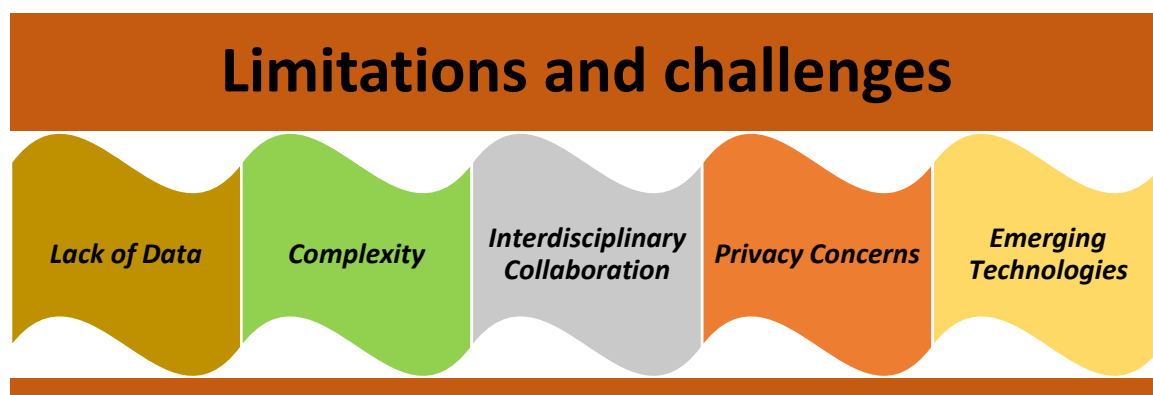 Limitations and challenges
Lack of Data
Complexity
Interdisciplinary
Collaboration
Privacy Concerns
Emerging
Technologies